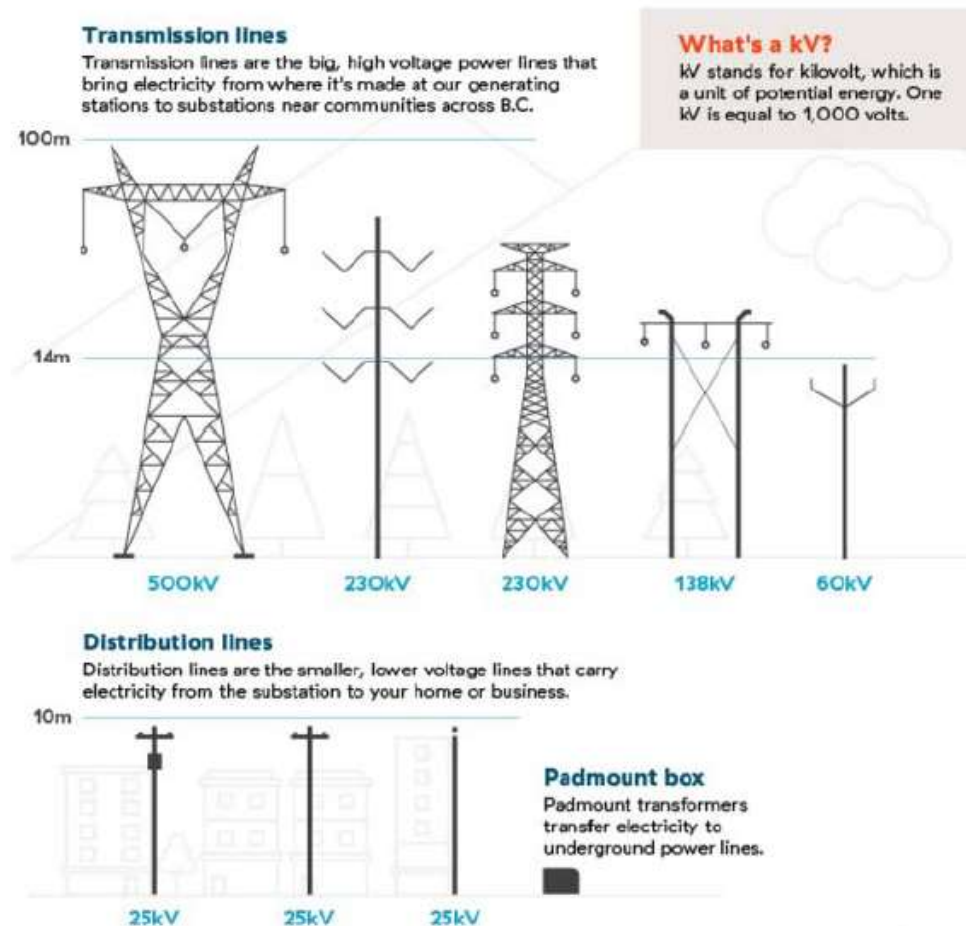 Transmission lines
Transmission lines are the big, high voltage power lines that
bring electricity from where it's made at our generating
stations to substations near communities across B.C.
What's a kV?
kV stands for kilovolt, which is
a unit of potential energy. One
kV is equal to 1,000 volts.
100m
14m
500kV
230kV
230kV
138kV
60kV
Distribution lines
Distribution lines are the smaller, lower voltage lines that carry
electricity from the substation to your home or business.
10m
Padmount box
Padmount transformers
transfer electricity to
underground power lines.
25kV
25kV
25kV